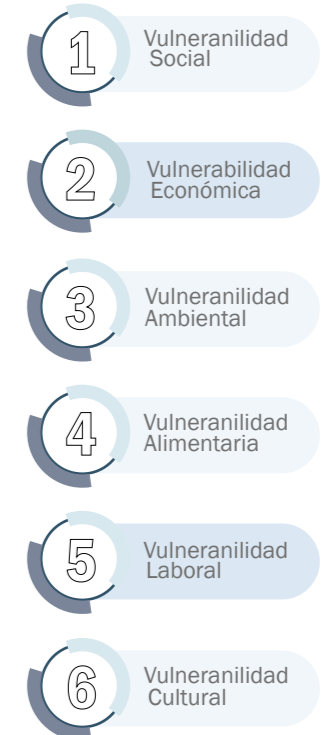 1
Vulneranilidad
Social
2
Vulnerabilidad
Económica
3
Vulneranilidad
Ambiental
4
Vulneranilidad
Alimentaria
5
Vulneranilidad
Laboral
6
Vulneranilidad
Cultural